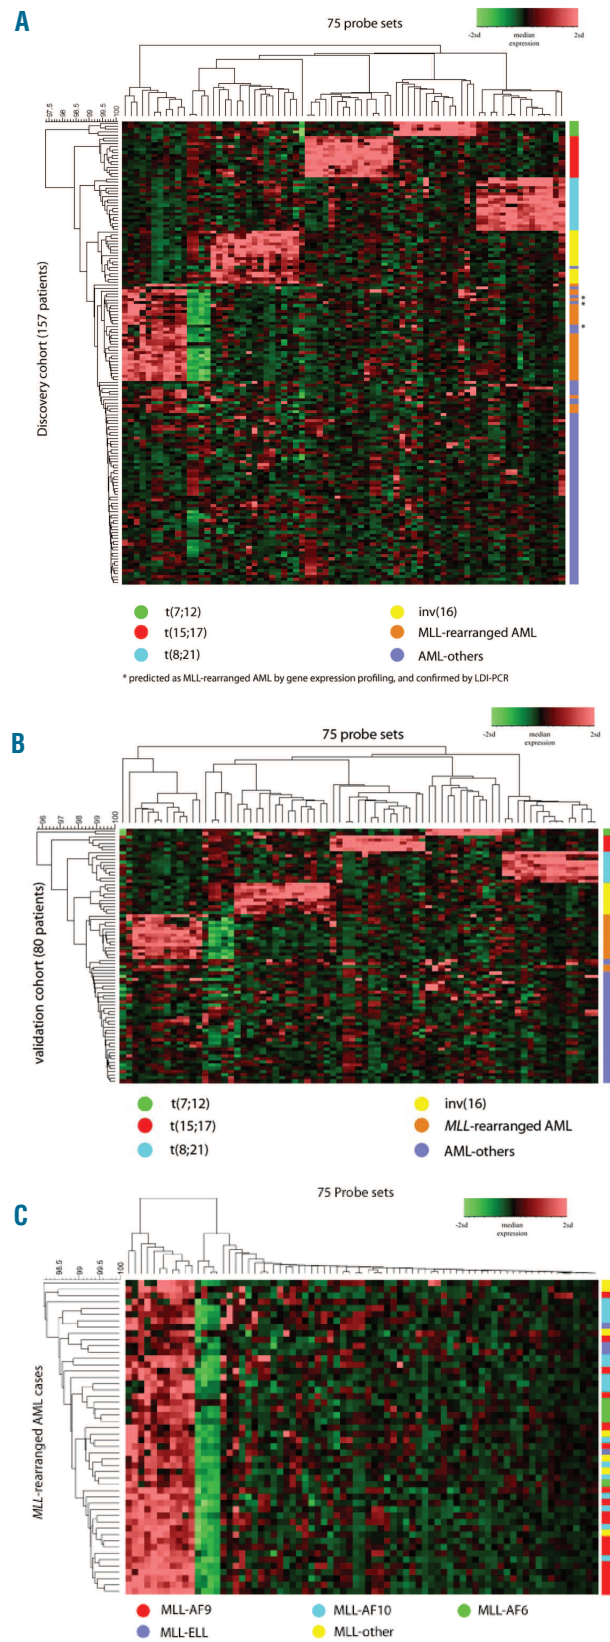 A
75 probe sets
-2sd
median
expression
2sd
97.5
98
98.5
99
99.5
100
Discovery cohort (157 patients)
*
*
*
*
t(7;12)
inv(16)
t(15;17)
MLL-rearranged AML
t(8;21)
AML-others
* predicted as MLL-rearranged AML by gene expression profiling, and confirmed by LDI-PCR
B
75 probe sets
-2sd
median
expression
2sd
96
97
98
99
100
validation cohort (80 patients)
t(7;12)
inv(16)
t(15;17)
MLL-rearranged AML
t(8;21)
AML-others
C
75 Probe sets
-2sd
median
expression
2sd
98.5
99
99.5
100
MLL-rearranged AML cases
MLL-AF9
MLL-AF10
MLL-AF6
MLL-ELL
MLL-other